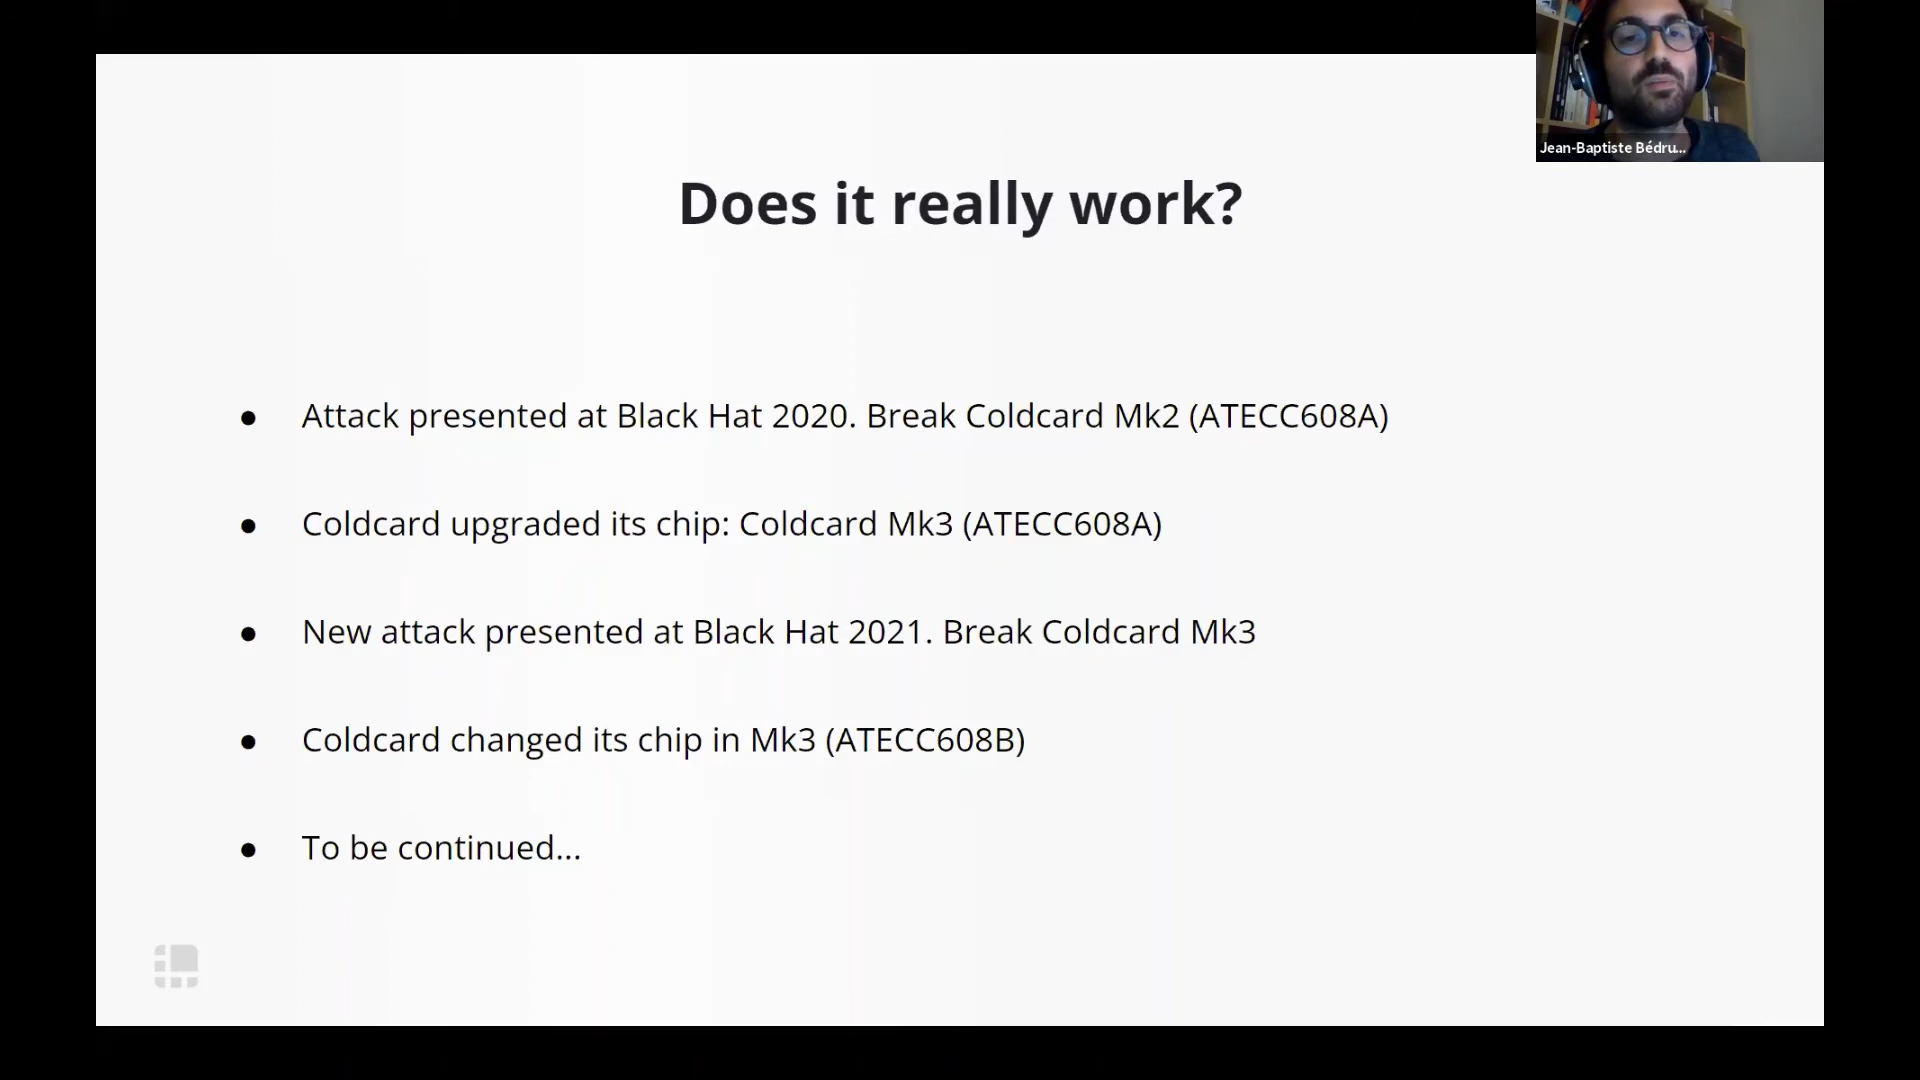 Jean-Baptiste Bédru...
Does it really work?
● Attack presented at Black Hat 2020. Break Coldcard Mk2 (ATECC608A)
● Coldcard upgraded its chip: Coldcard Mk3 (ATECC608A)
● New attack presented at Black Hat 2021. Break Coldcard Mk3
● Coldcard changed its chip in Mk3 (ATECC608B)
● To be continued...